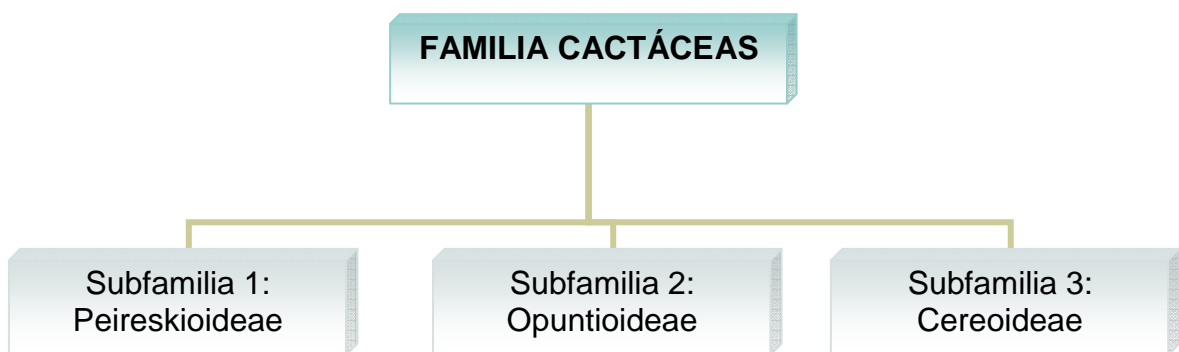 FAMILIA CACTÁCEAS
Subfamilia 1:
Peireskioideae
Subfamilia 2:
Opuntioideae
Subfamilia 3:
Cereoideae